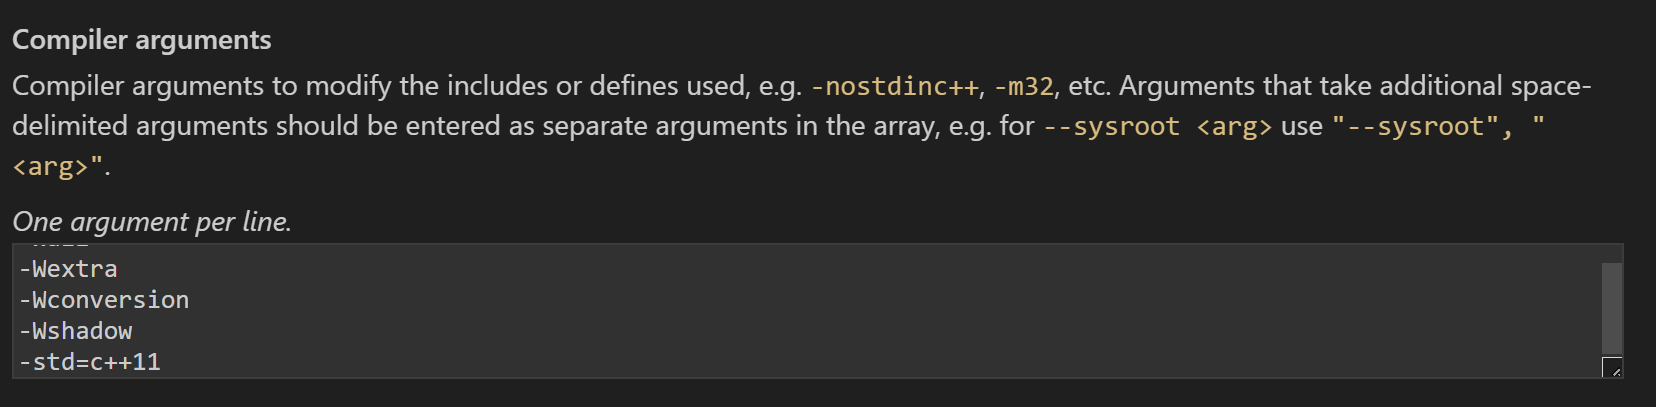 Compiler arguments
Compiler arguments to modify the includes or defines used, e.g. -nostdinc++, -m32, etc. Arguments that take additional space-
delimited arguments should be entered as separate arguments in the array, e.g. for --sysroot <arg> use "--sysroot", "
<arg>".
One argument per line.
-Wextra
-Wconversion
-Wshadow
-std=c++11